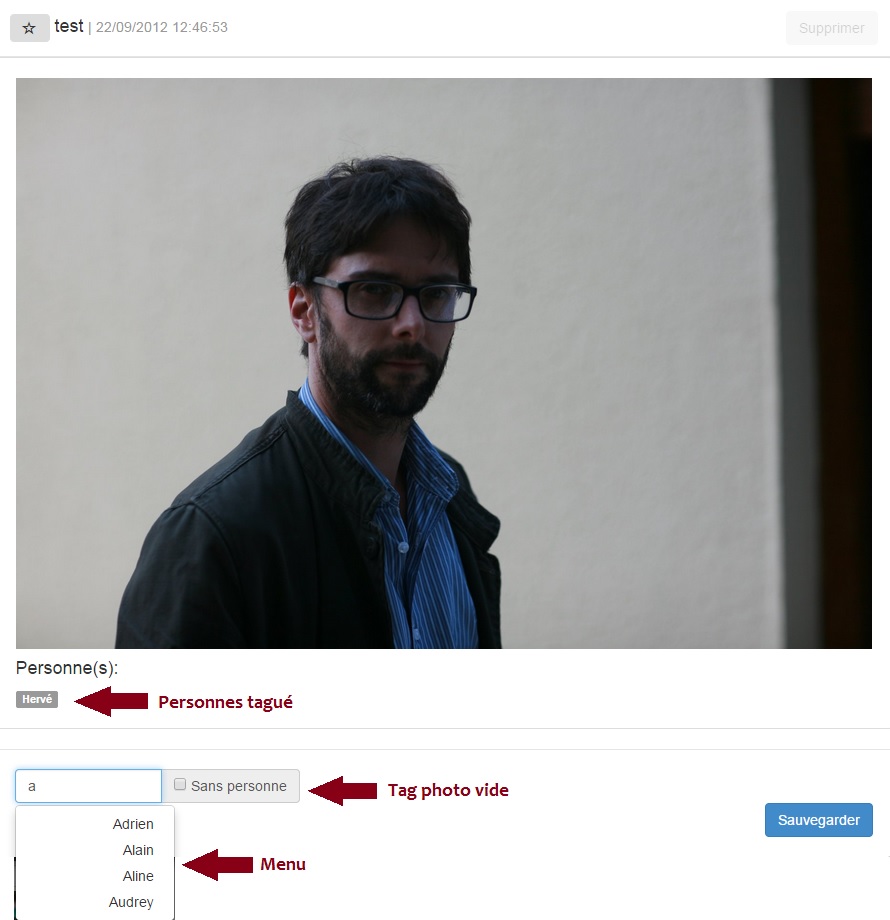 ☆ test | 22/09/2012 12:46:53 Supprimer
Personne(s):
Hervé Personnes tagué
a Sans personne Tag photo vide
Sauvegarder
Adrien
Alain
Menu
Aline
Audrey